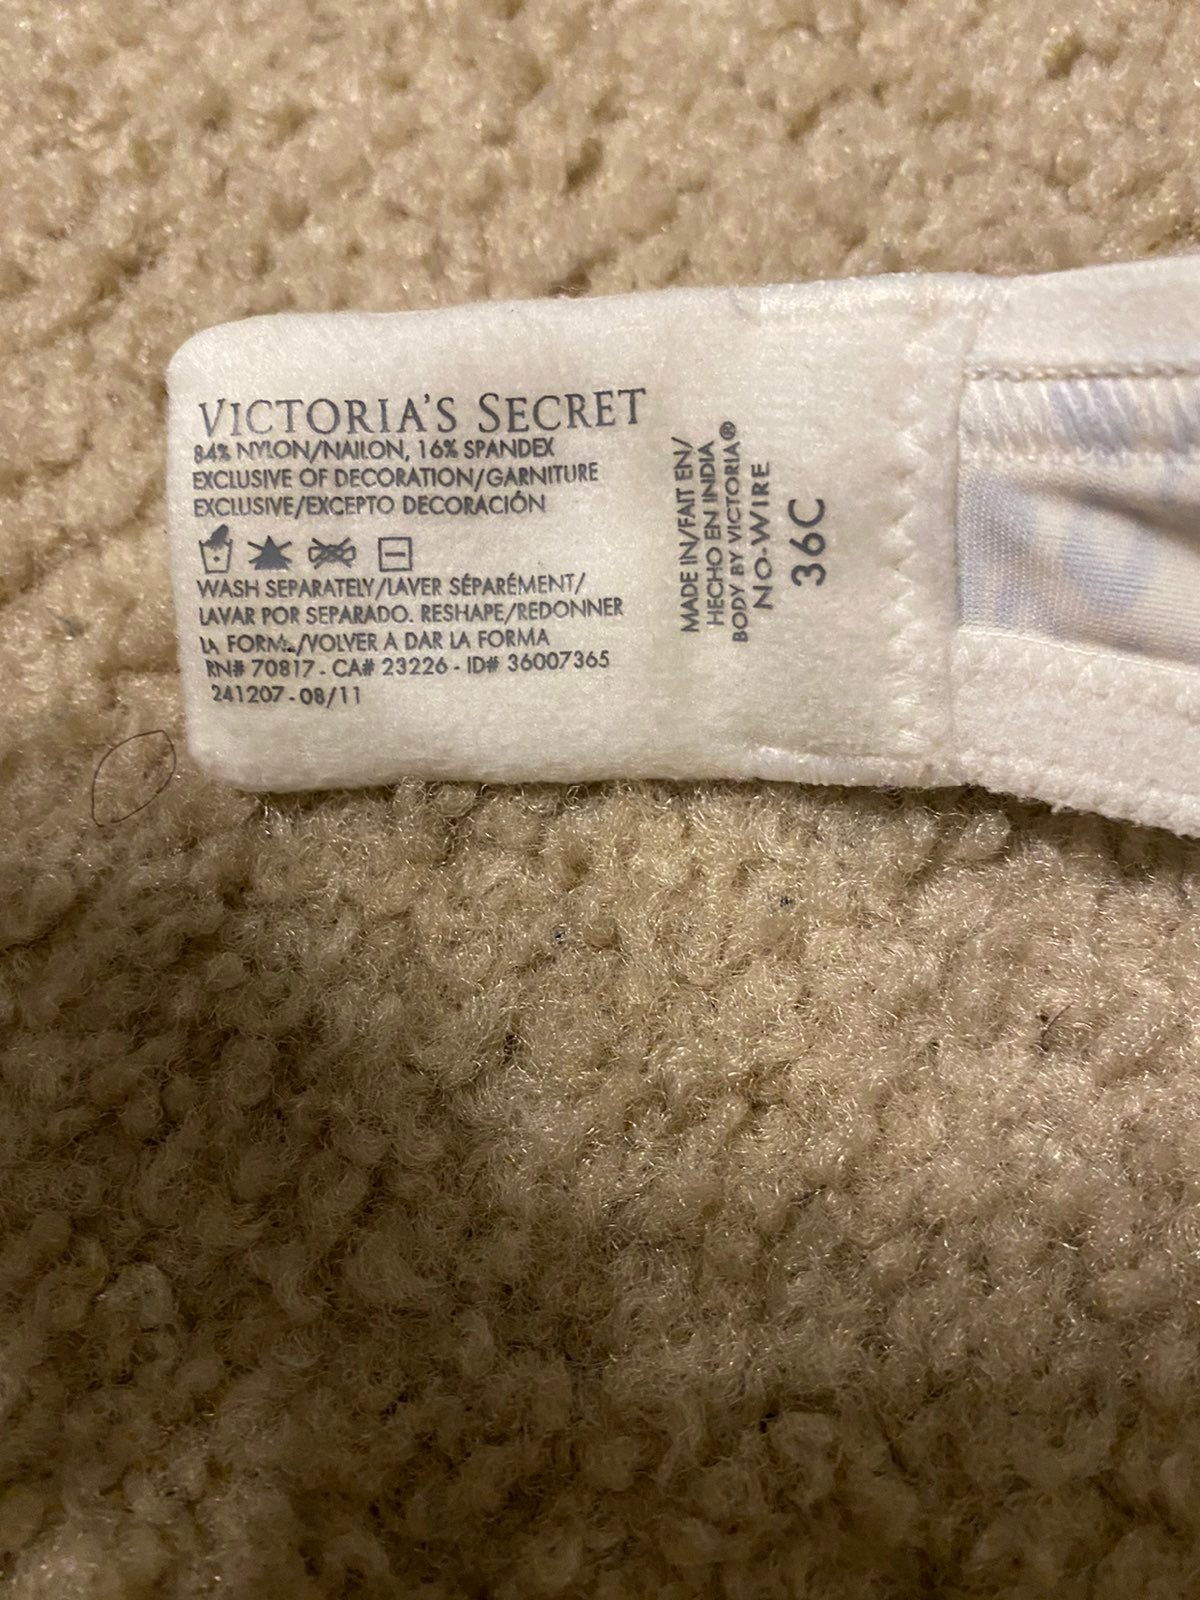 VICTORIA'S SECRET
84% NYLON/NAILON, 16% SPANDEX
EXCLUSIVE OF DECORATION/GARNITURE
EXCLUSIVE/EXCEPTO DECORACIÓN
WASH SEPARATELY/LAVER SÉPARÉMENT/
LAVAR POR SEPARADO. RESHAPE/REDONNER
LA FORME/VOLVER A DAR LA FORMA
RN# 70817 - CA# 23226 - ID# 36007365
241207 - 08/11
MADE IN/FAIT EN/
HECHO EN INDIA
BODY BY VICTORIA®
NO-WIRE
36C